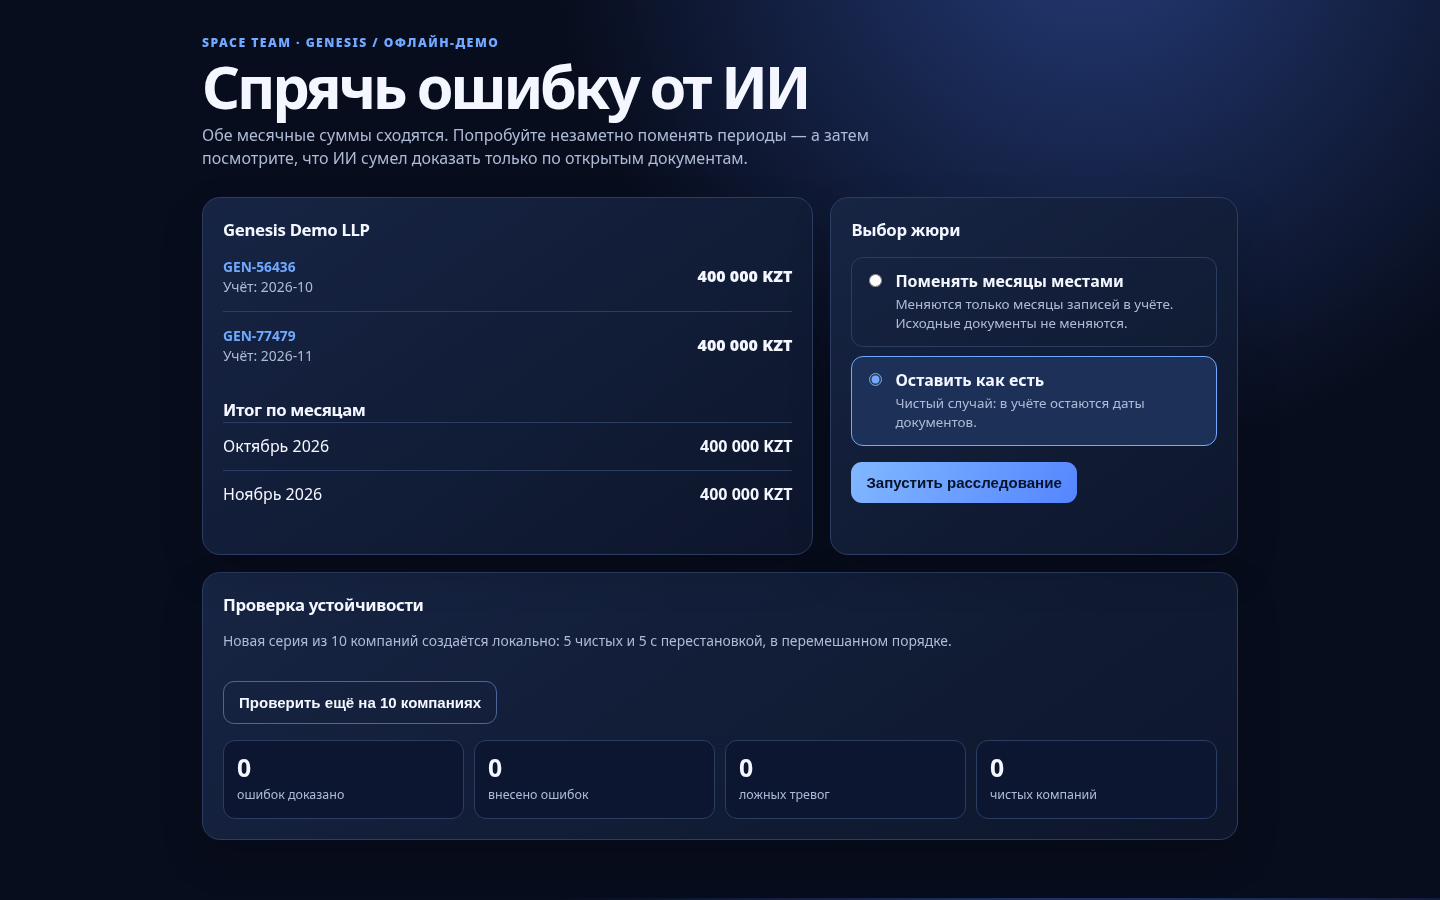 SPACE TEAM · GENESIS / ОФЛАЙН-ДЕМО
Спрячь ошибку от ИИ
Обе месячные суммы сходятся. Попробуйте незаметно поменять периоды — а затем
посмотрите, что ИИ сумел доказать только по открытым документам.
Genesis Demo LLP
GEN-56436
Учёт: 2026-10
400 000 KZT
GEN-77479
Учёт: 2026-11
400 000 KZT
Итог по месяцам
Октябрь 2026
400 000 KZT
Ноябрь 2026
400 000 KZT
Выбор жюри
Поменять месяцы местами
Меняются только месяцы записей в учёте.
Исходные документы не меняются.
Оставить как есть
Чистый случай: в учёте остаются даты
документов.
Запустить расследование
Проверка устойчивости
Новая серия из 10 компаний создаётся локально: 5 чистых и 5 с перестановкой, в перемешанном порядке.
Проверить ещё на 10 компаниях
0
ошибок доказано
0
внесено ошибок
0
ложных тревог
0
чистых компаний